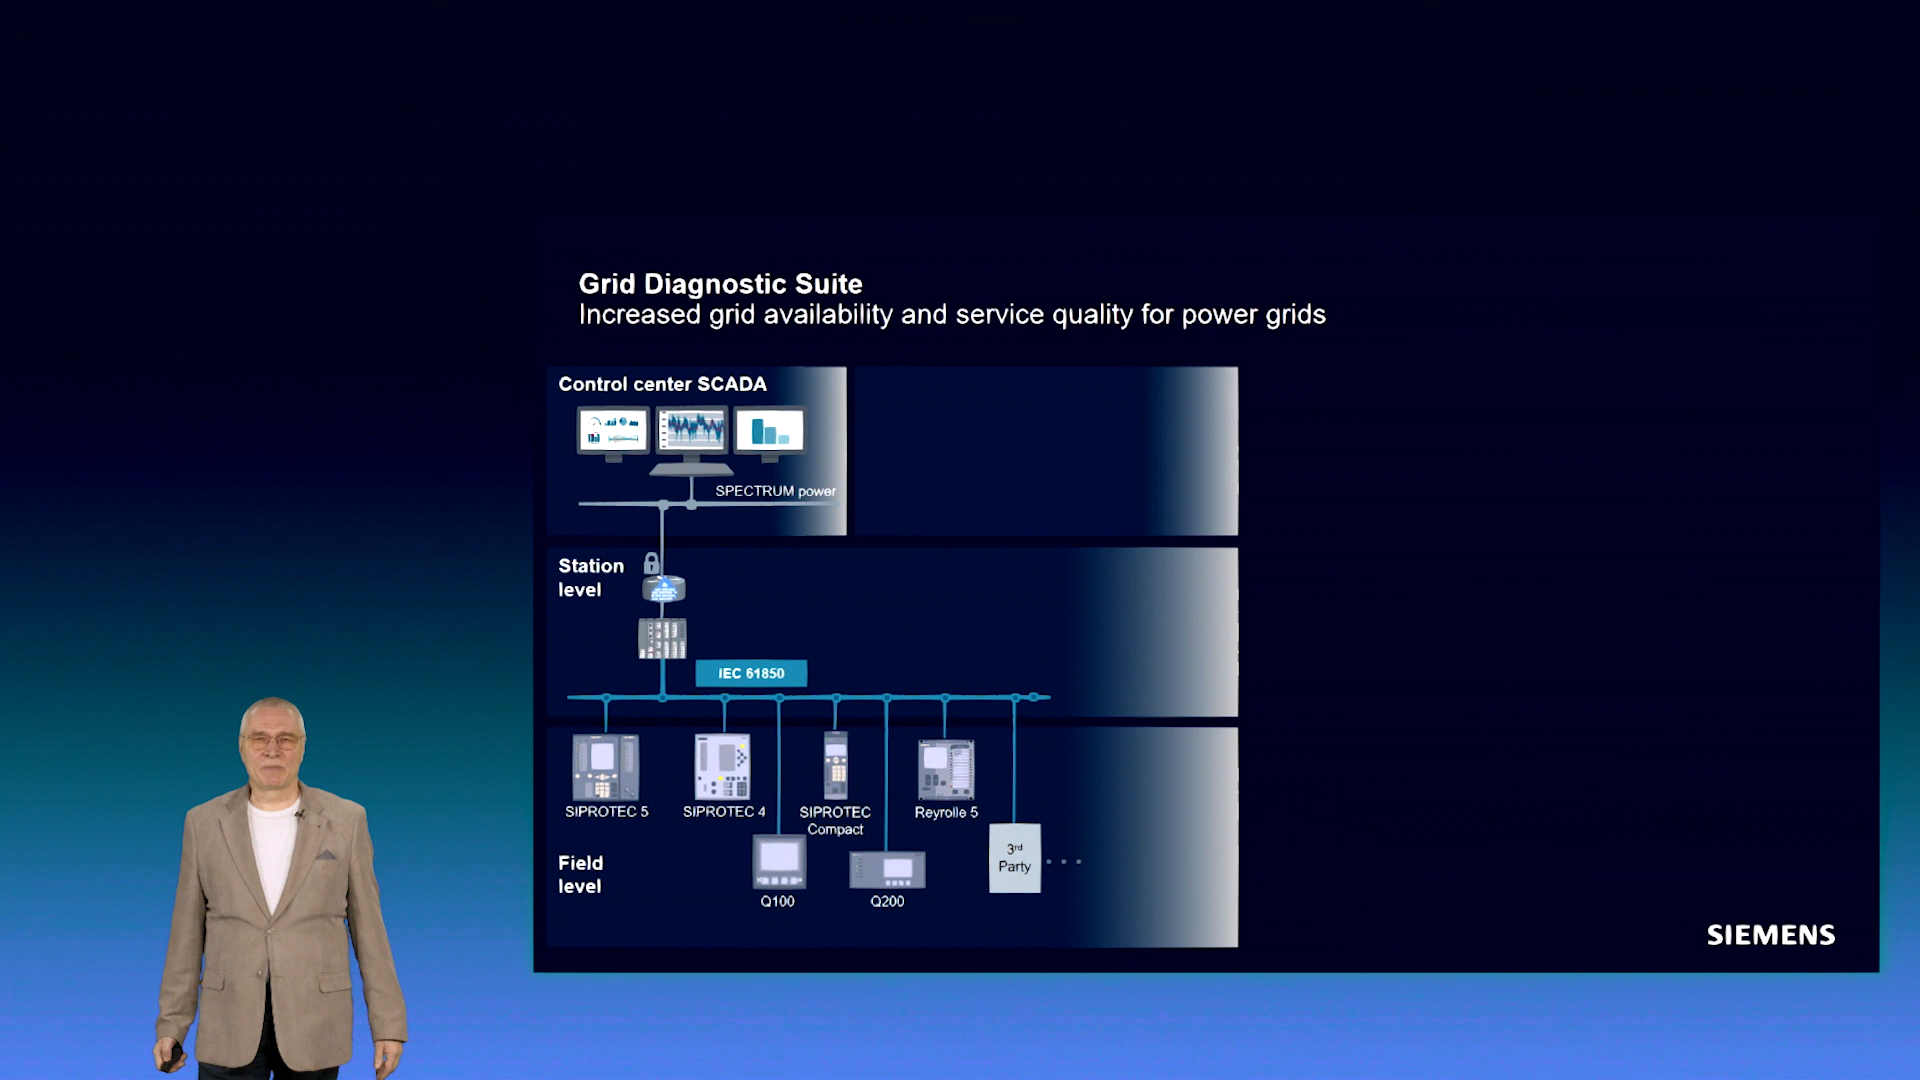 Grid Diagnostic Suite
Increased grid availability and service quality for power grids
Control center SCADA
SPECTRUM power
Station
level
IEC 61850
SIPROTEC 5
SIPROTEC 4
SIPROTEC
Compact
Reyrolle 5
3rd
Party
Field
level
Q100
Q200
SIEMENS